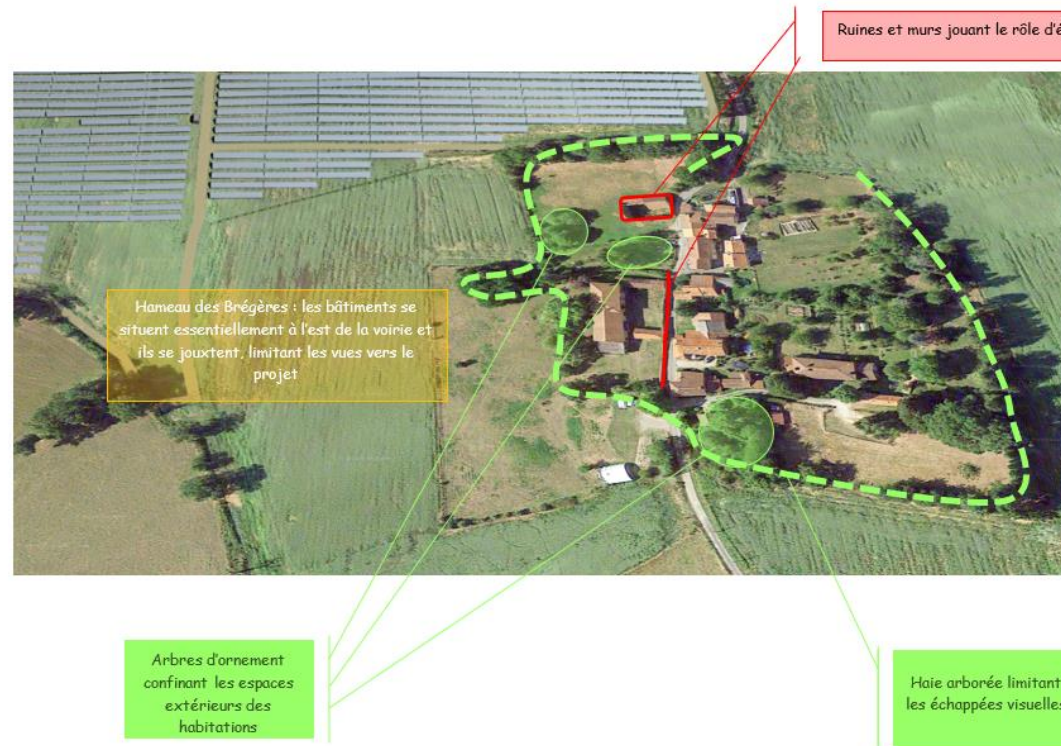 Ruines et murs jouant le rôle d'é
Hameau des Brégères : les bâtiments se
situent essentiellement à l'est de la voirie et
ils se jouxtent, limitant les vues vers le
projet
Arbres d'ornement
confinant les espaces
extérieurs des
habitations
Haie arborée limitant
les échappées visuelles